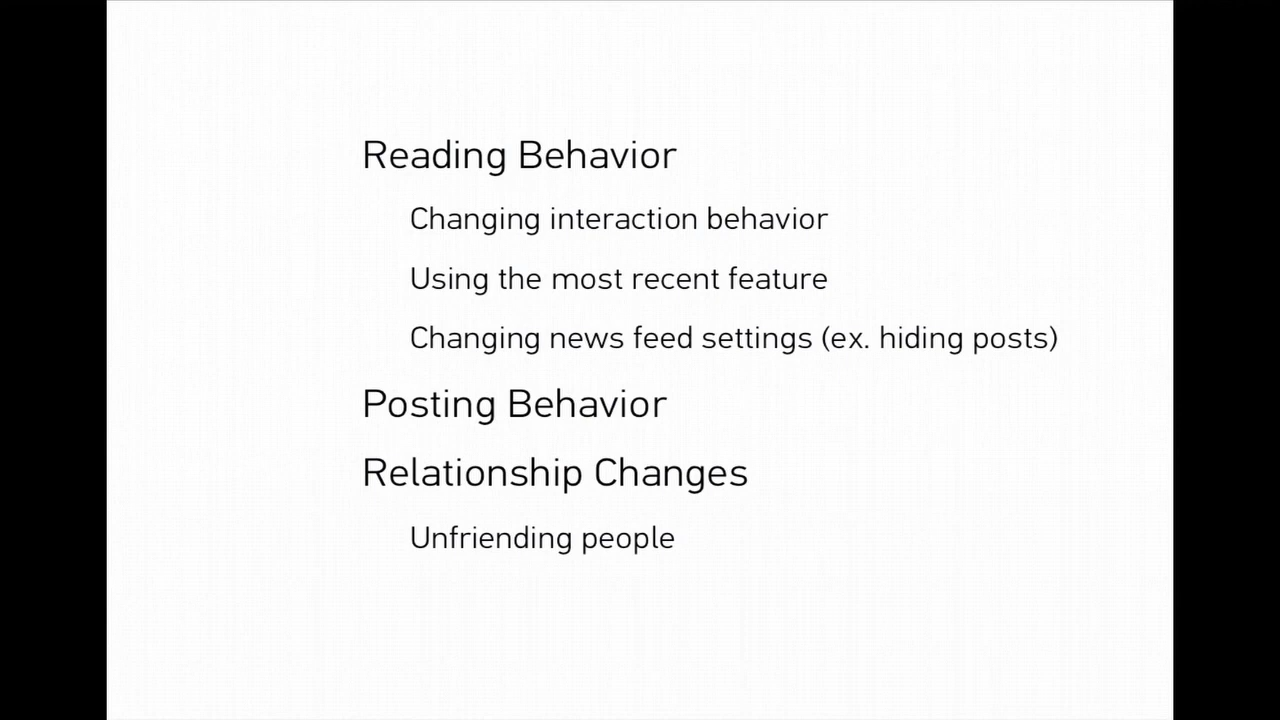 Reading Behavior
Changing interaction behavior
Using the most recent feature
Changing news feed settings (ex. hiding posts)
Posting Behavior
Relationship Changes
Unfriending people